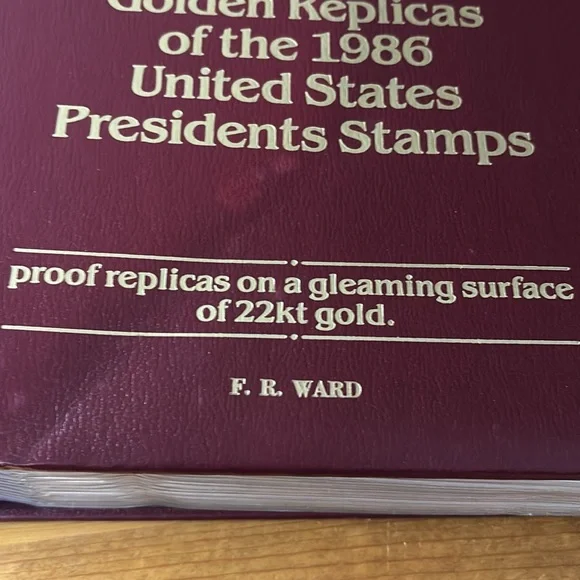 Golden Replicas
of the 1986
United States
Presidents Stamps
proof replicas on a gleaming surface
of 22kt gold.
F. R. WARD